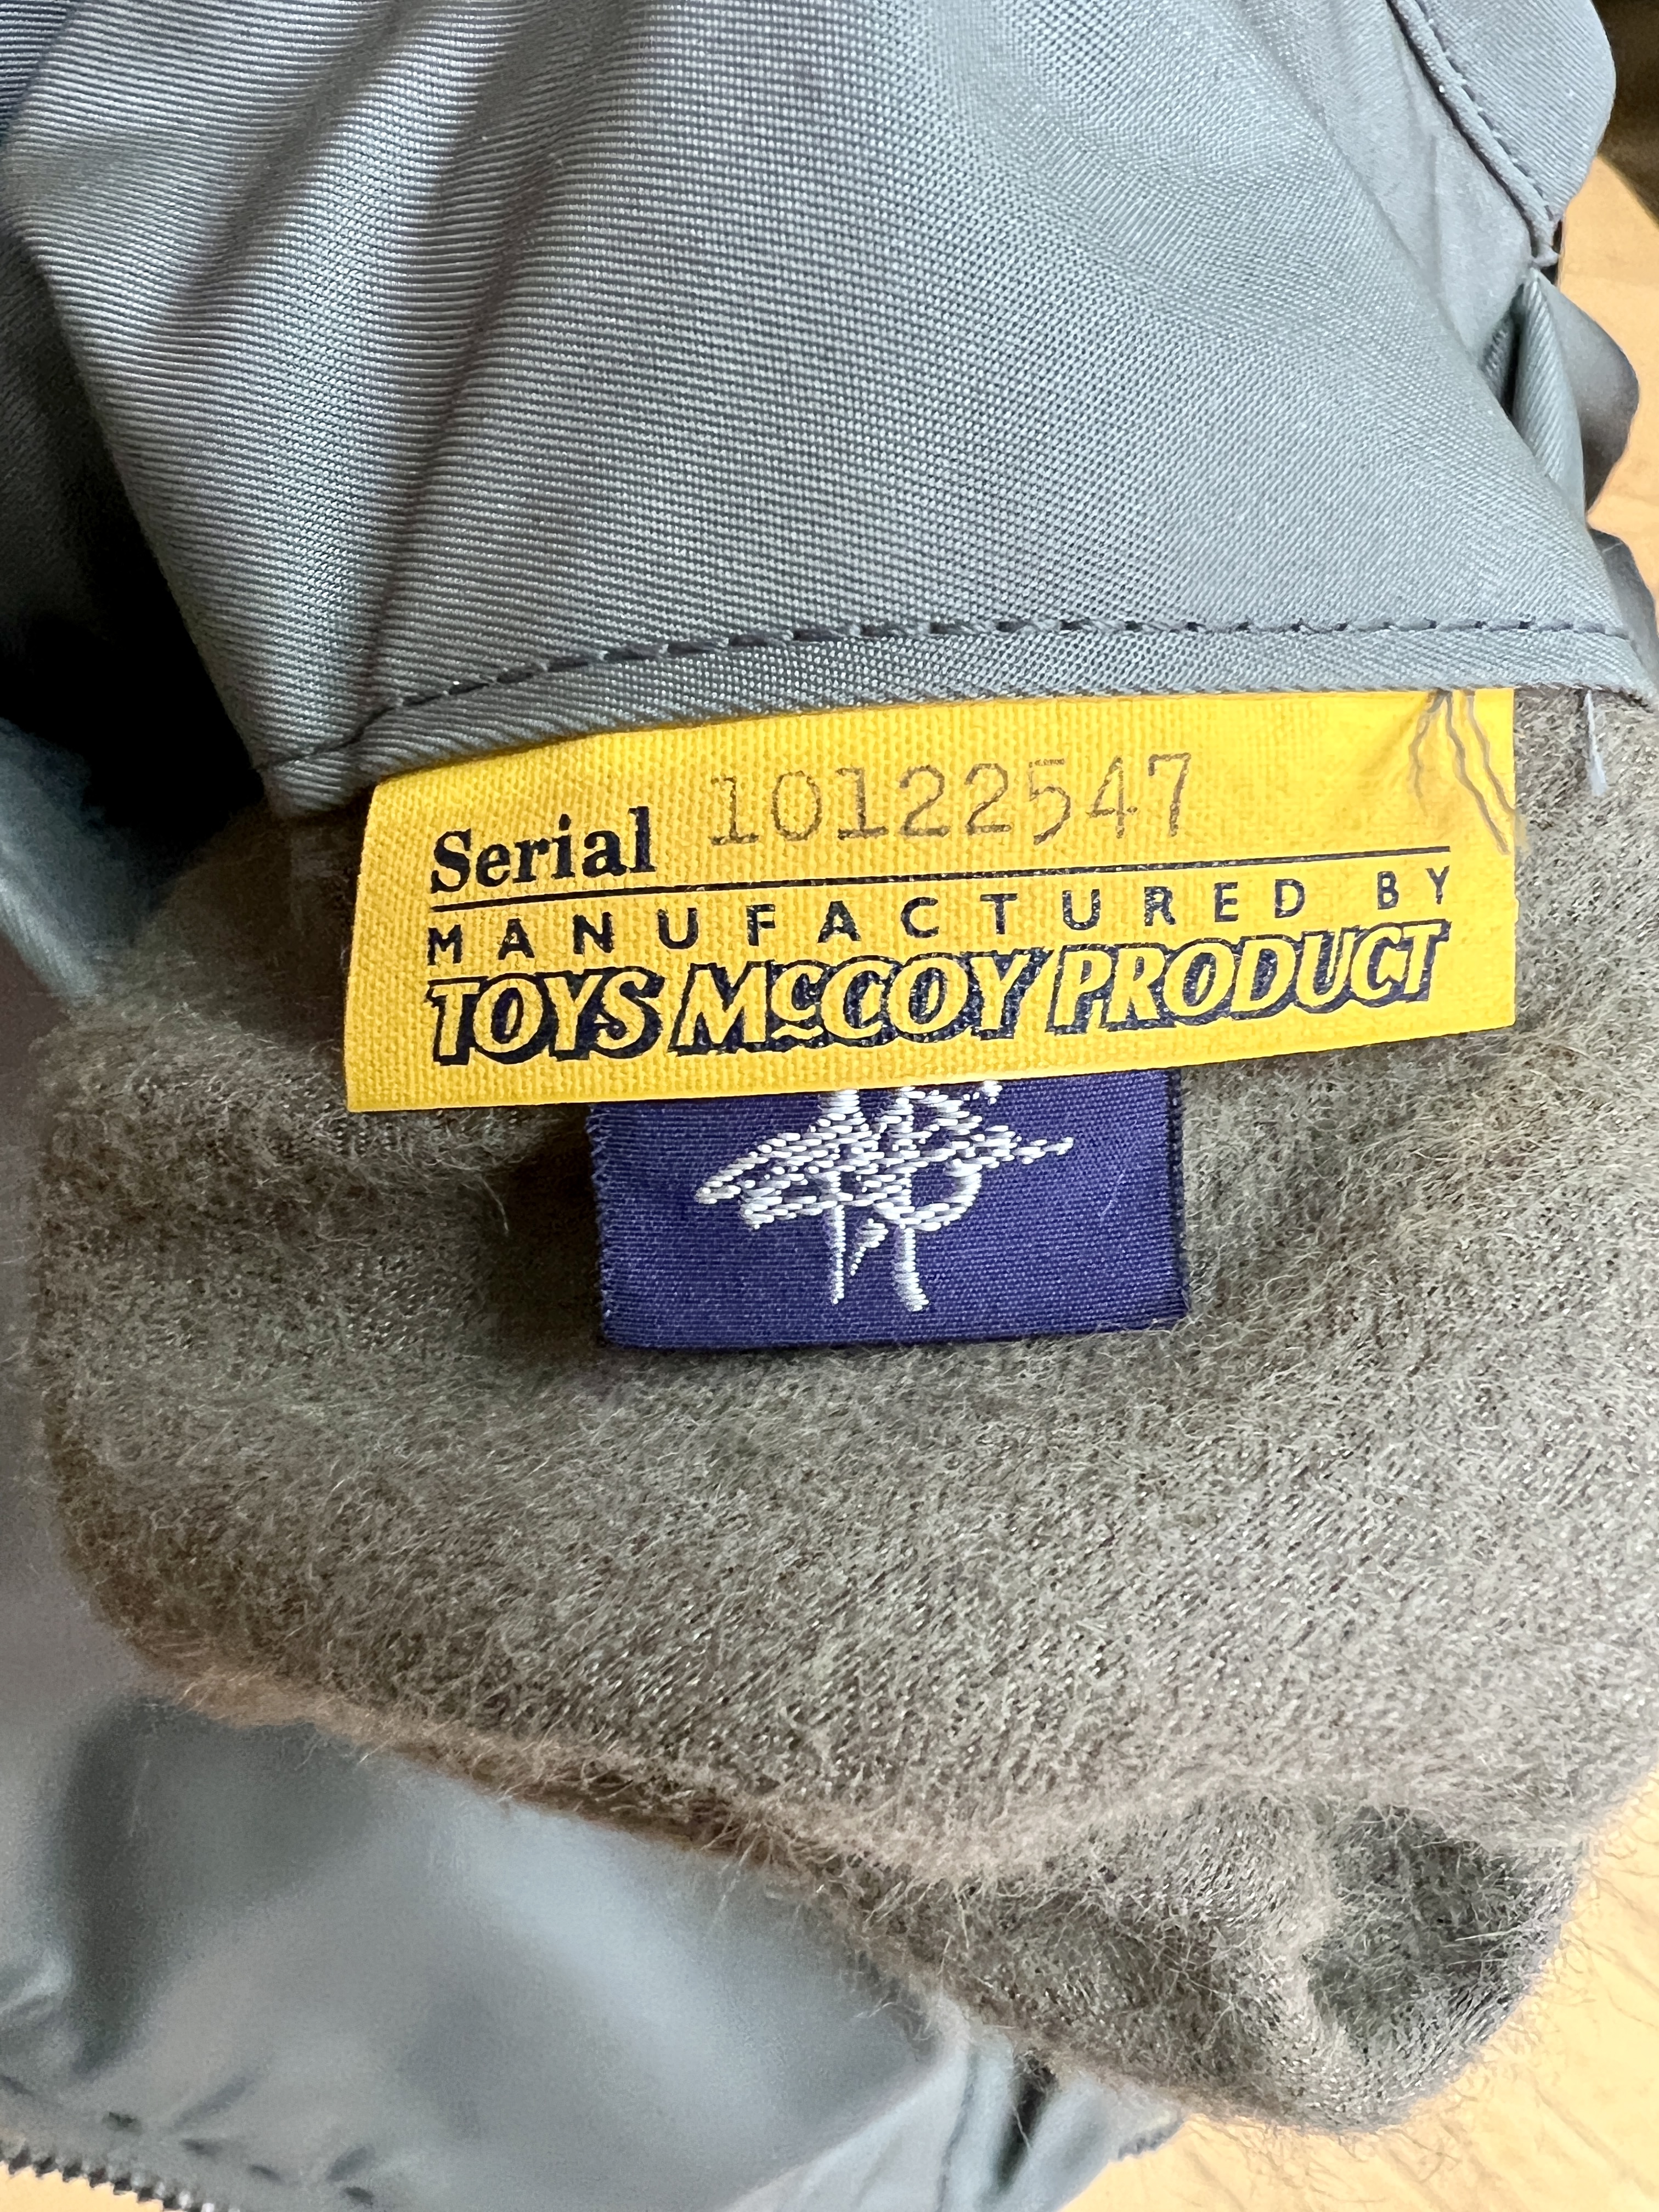 Serial 10122547
MANUFACTURED BY
TOYS McCOY PRODUCT